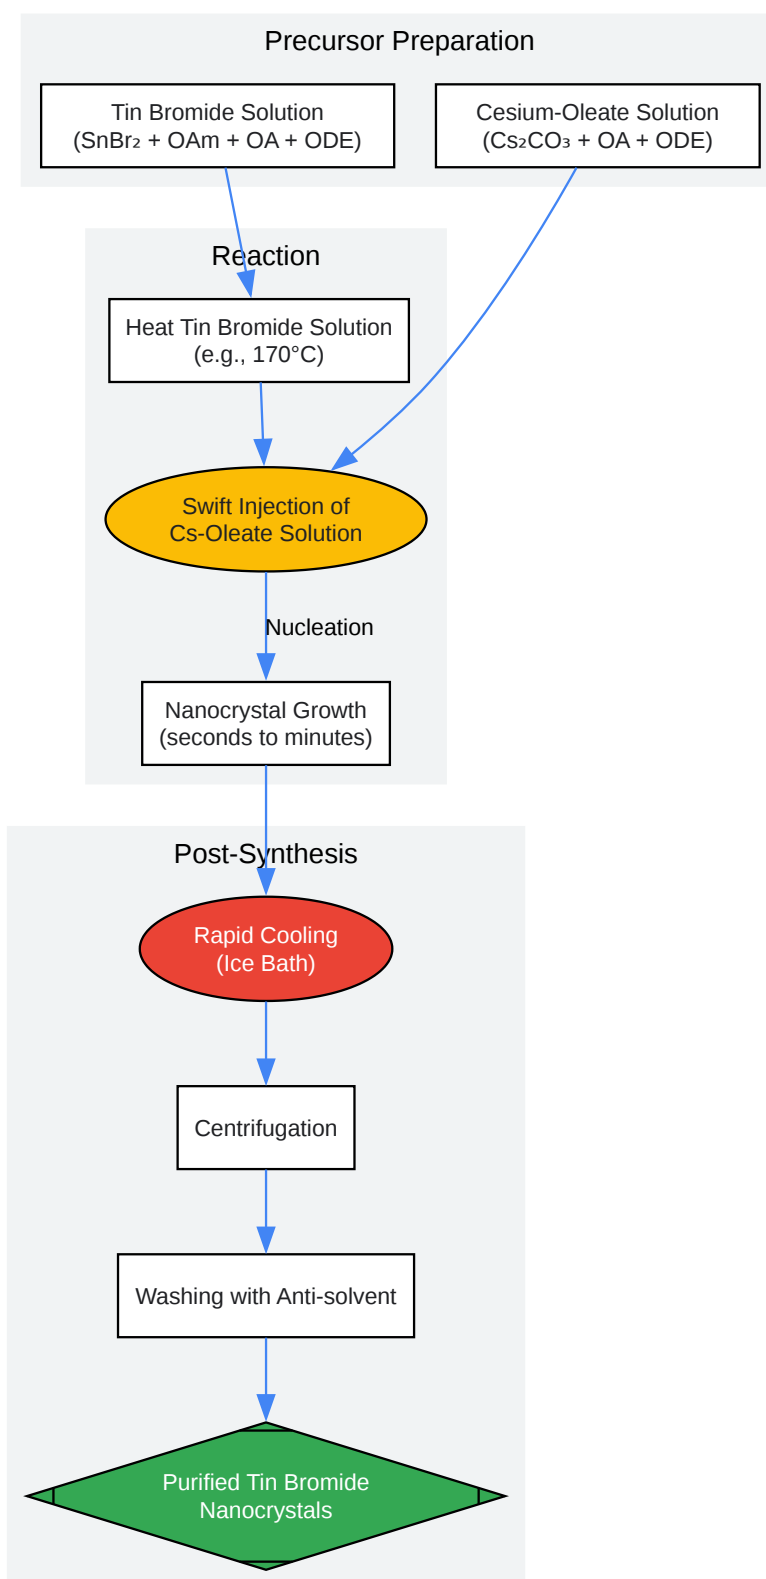 Precursor Preparation
Tin Bromide Solution
(SnBr₂ + OAm + OA + ODE)
Cesium-Oleate Solution
(Cs₂CO₃ + OA + ODE)
Reaction
Heat Tin Bromide Solution
(e.g., 170°C)
Swift Injection of
Cs-Oleate Solution
Nucleation
Nanocrystal Growth
(seconds to minutes)
Post-Synthesis
Rapid Cooling
(Ice Bath)
Centrifugation
Washing with Anti-solvent
Purified Tin Bromide
Nanocrystals